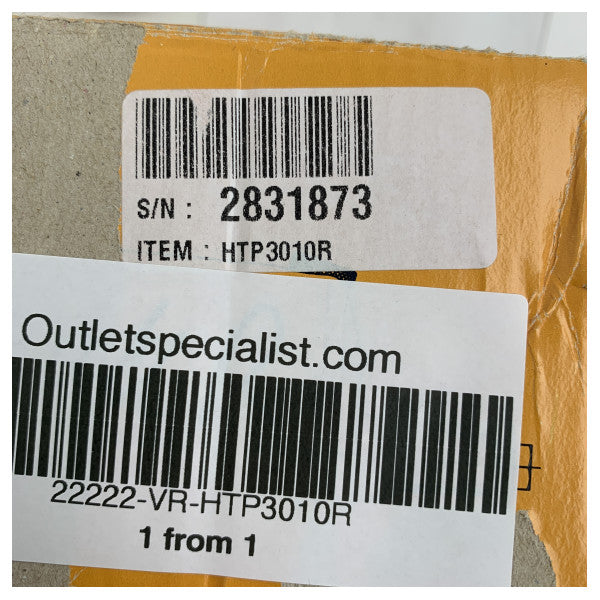 S/N : 2831873
ITEM : HTP3010R
Outletspecialist.com
22222-VR-HTP3010R
1 from 1